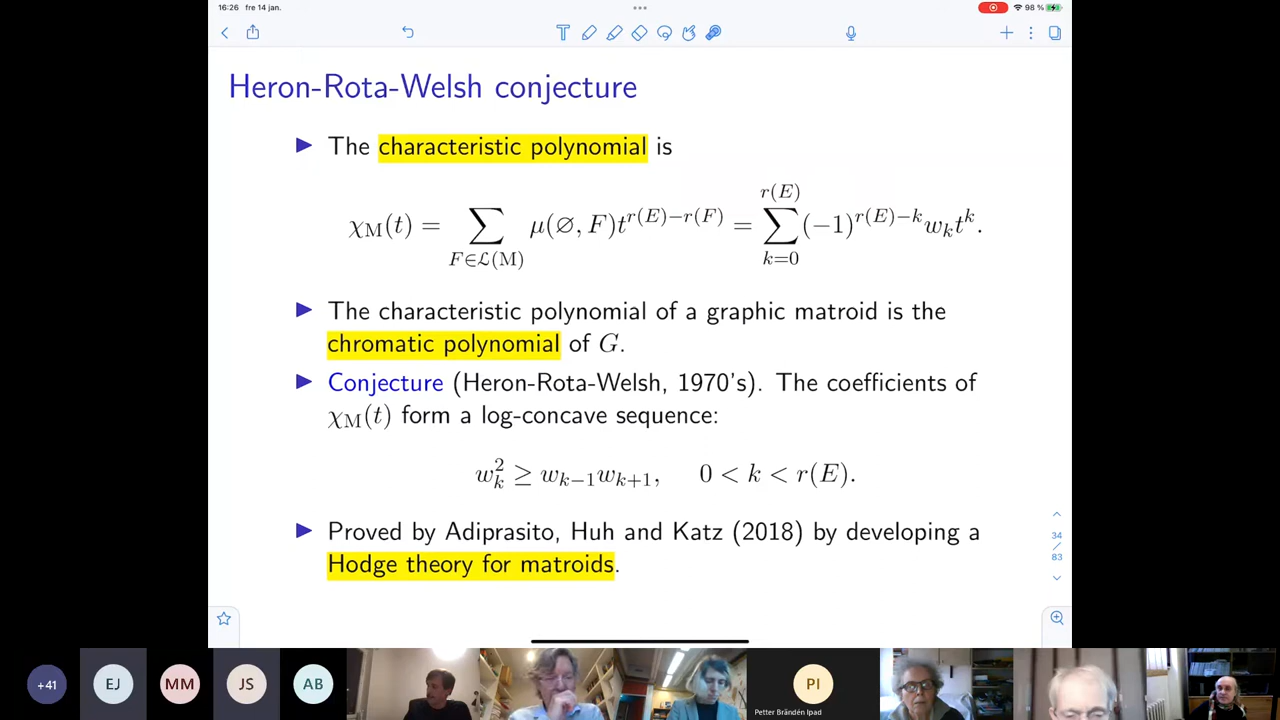 16:26 fre 14 jan.
98 %
Heron-Rota-Welsh conjecture
▶ The characteristic polynomial is
χ_M(t) = ∑_{F∈ℒ(M)} μ(∅, F)t^{r(E)−r(F)} = ∑_{k=0}^{r(E)} (−1)^{r(E)−k} w_k t^k.
▶ The characteristic polynomial of a graphic matroid is the
chromatic polynomial of G.
▶ Conjecture (Heron-Rota-Welsh, 1970's). The coefficients of
χ_M(t) form a log-concave sequence:
w_k^2 ≥ w_{k−1}w_{k+1}, 0 < k < r(E).
▶ Proved by Adiprasito, Huh and Katz (2018) by developing a
Hodge theory for matroids.
34
/
83
+41
EJ
MM
JS
AB
PI
Petter Brändén Ipad